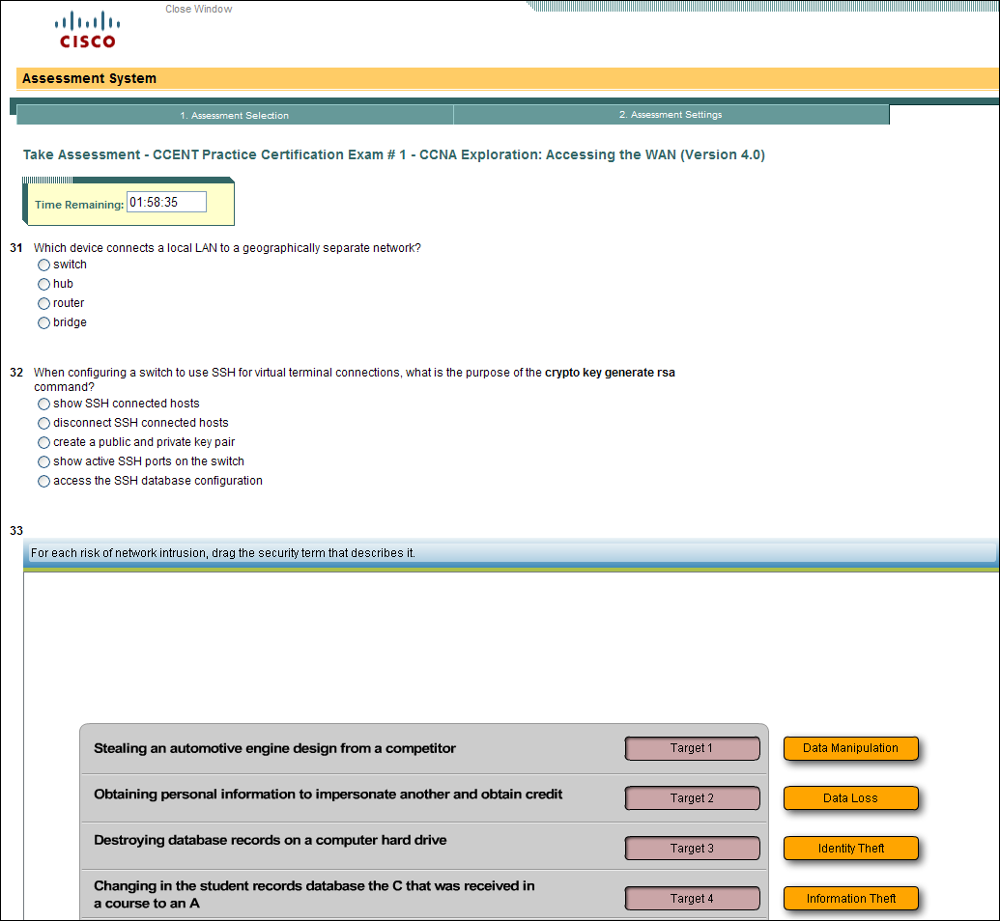 Close Window
CISCO
Assessment System
1. Assessment Selection
2. Assessment Settings
Take Assessment - CCENT Practice Certification Exam # 1 - CCNA Exploration: Accessing the WAN (Version 4.0)
Time Remaining: 01:58:35
31 Which device connects a local LAN to a geographically separate network?
switch
hub
router
bridge
32 When configuring a switch to use SSH for virtual terminal connections, what is the purpose of the crypto key generate rsa
command?
show SSH connected hosts
disconnect SSH connected hosts
create a public and private key pair
show active SSH ports on the switch
access the SSH database configuration
33
For each risk of network intrusion, drag the security term that describes it.
Stealing an automotive engine design from a competitor Target 1 Data Manipulation
Obtaining personal information to impersonate another and obtain credit Target 2 Data Loss
Destroying database records on a computer hard drive Target 3 Identity Theft
Changing in the student records database the C that was received in
a course to an A Target 4 Information Theft